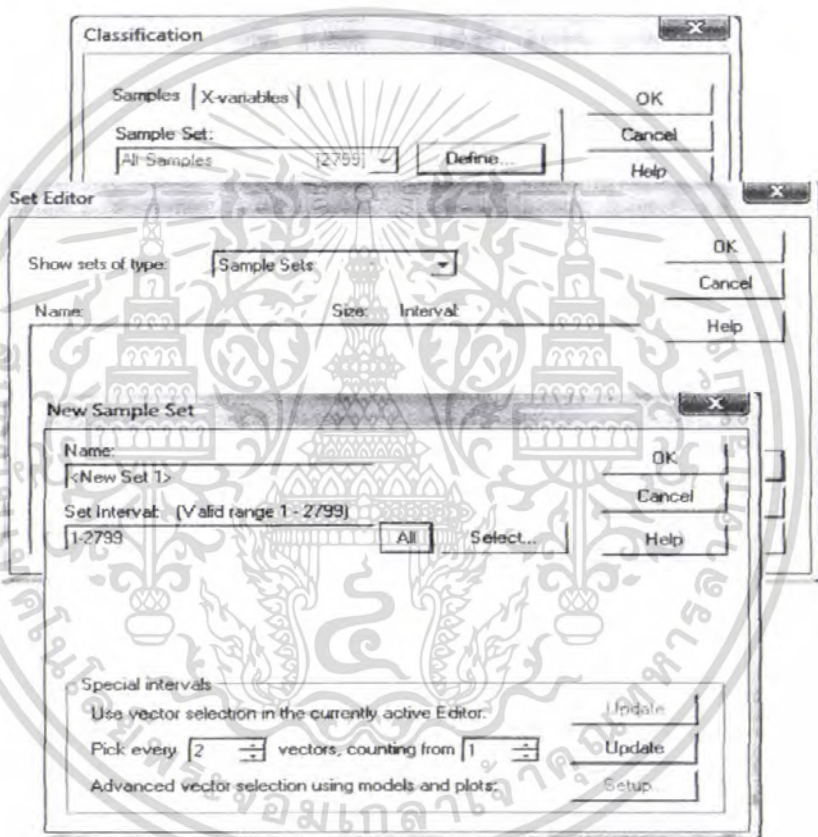 Classification
Samples X-variables
OK
Sample Set:
Cancel
All Samples [2799] Define...
Help
Set Editor
OK
Show sets of type: Sample Sets
Cancel
Name: Size: Interval:
Help
New Sample Set
Name:
OK
<New Set 1>
Cancel
Set Interval: (Valid range 1 - 2799)
1-2799 All Select... Help
Special intervals
Use vector selection in the currently active Editor: Update
Pick every 2 vectors, counting from 1 Update
Advanced vector selection using models and plots: Setup...